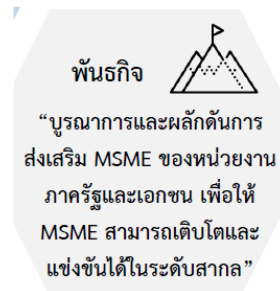 พันธกิจ
“บูรณาการและผลักดันการ
ส่งเสริม MSME ของหน่วยงาน
ภาครัฐและเอกชน เพื่อให้
MSME สามารถเติบโตและ
แข่งขันได้ในระดับสากล”